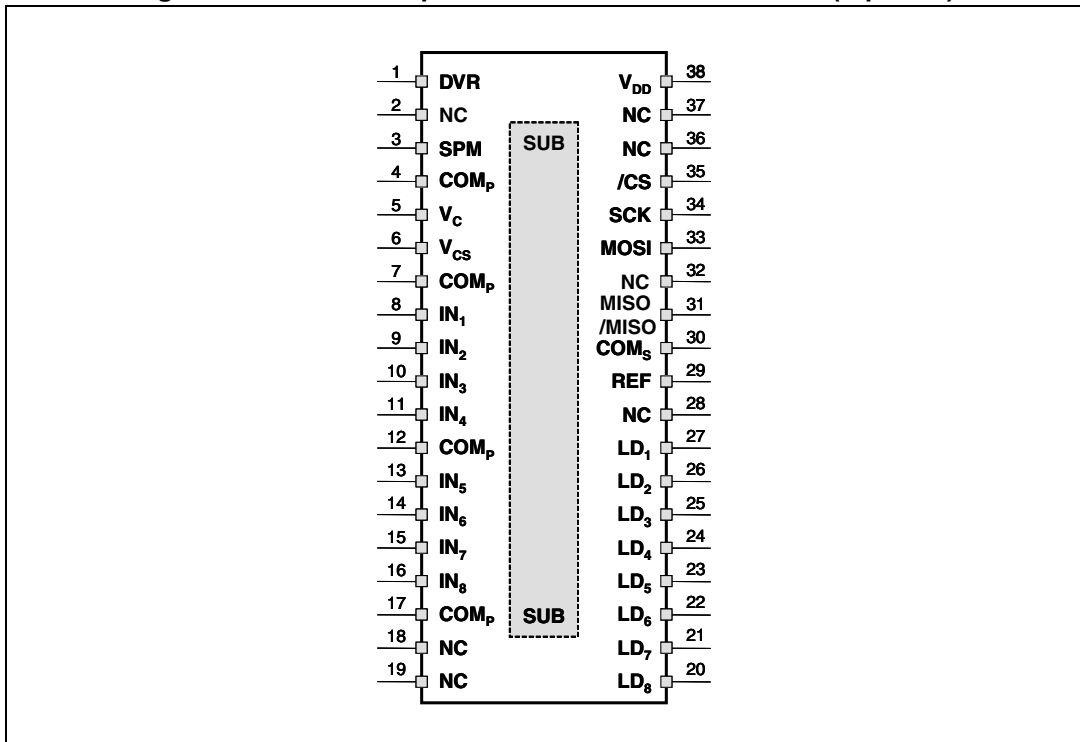 1 DVR
2 NC
3 SPM
4 COMP
5 VC
6 VCS
7 COMP
8 IN1
9 IN2
10 IN3
11 IN4
12 COMP
13 IN5
14 IN6
15 IN7
16 IN8
17 COMP
18 NC
19 NC
SUB
SUB
VDD 38
NC 37
NC 36
/CS 35
SCK 34
MOSI 33
NC 32
MISO 31
/MISO
COMS 30
REF 29
NC 28
LD1 27
LD2 26
LD3 25
LD4 24
LD5 23
LD6 22
LD7 21
LD8 20